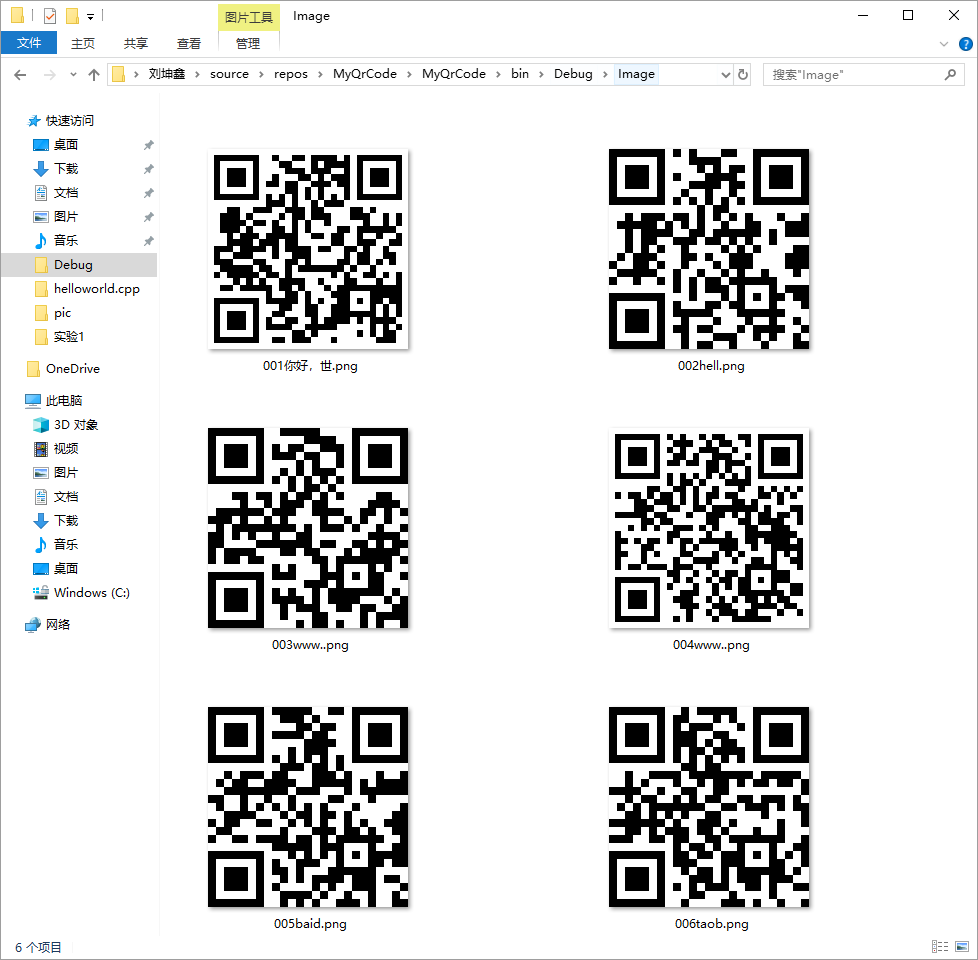 图片工具
Image
文件
主页
共享
查看
管理
刘坤鑫 › source › repos › MyQrCode › MyQrCode › bin › Debug › Image
搜索"Image"
快速访问
桌面
下载
文档
图片
音乐
Debug
helloworld.cpp
pic
实验1
OneDrive
此电脑
3D 对象
视频
图片
文档
下载
音乐
桌面
Windows (C:)
网络
001你好，世.png
002hell.png
003www..png
004www..png
005baid.png
006taob.png
6 个项目